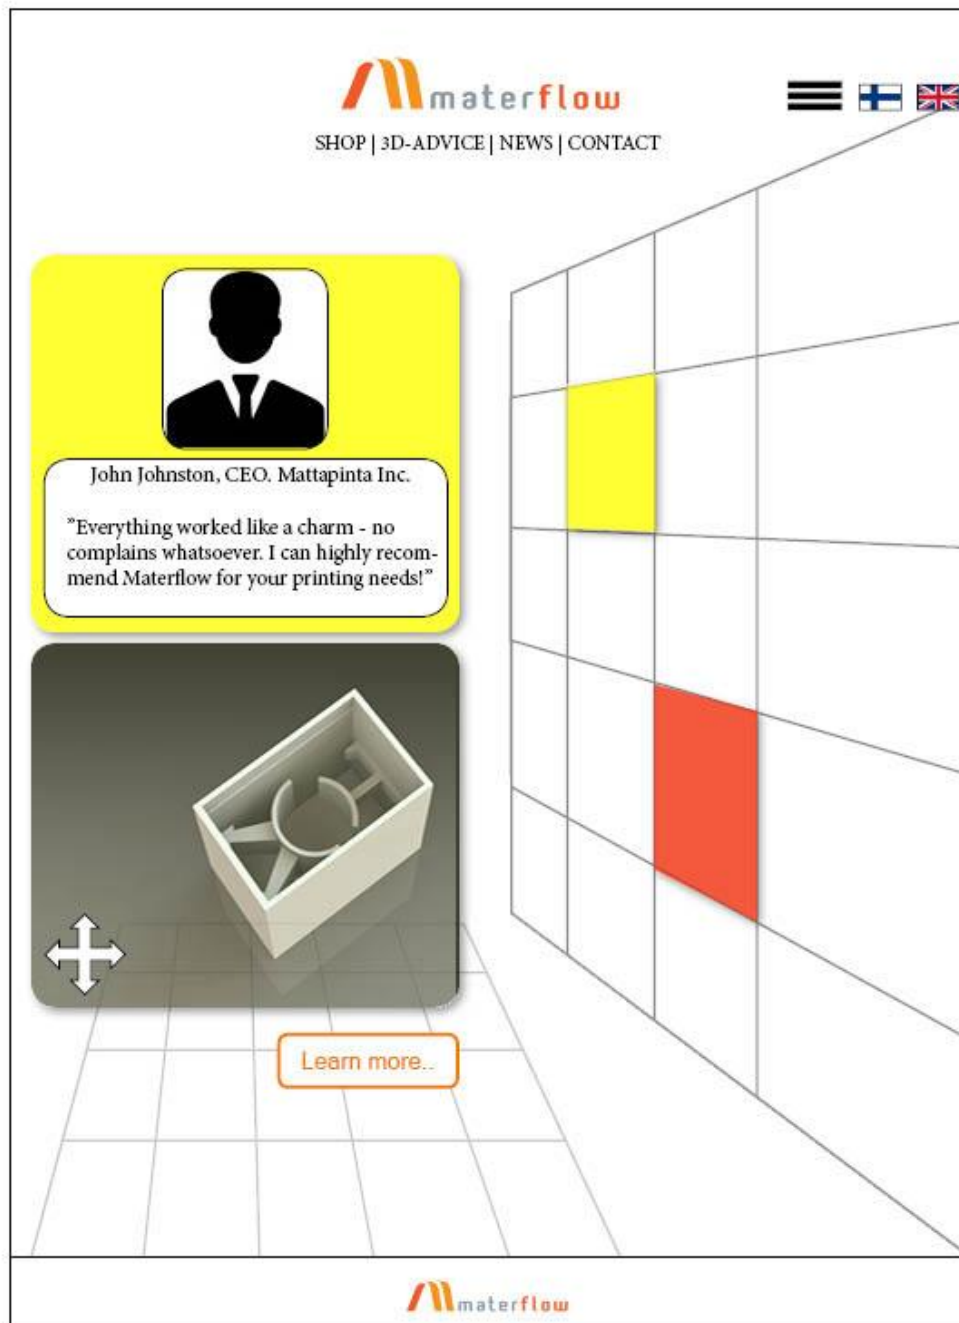 materflow
SHOP | 3D-ADVICE | NEWS | CONTACT
John Johnston, CEO. Mattapinta Inc.
”Everything worked like a charm - no
complains whatsoever. I can highly recom-
mend Materflow for your printing needs!”
Learn more..
materflow